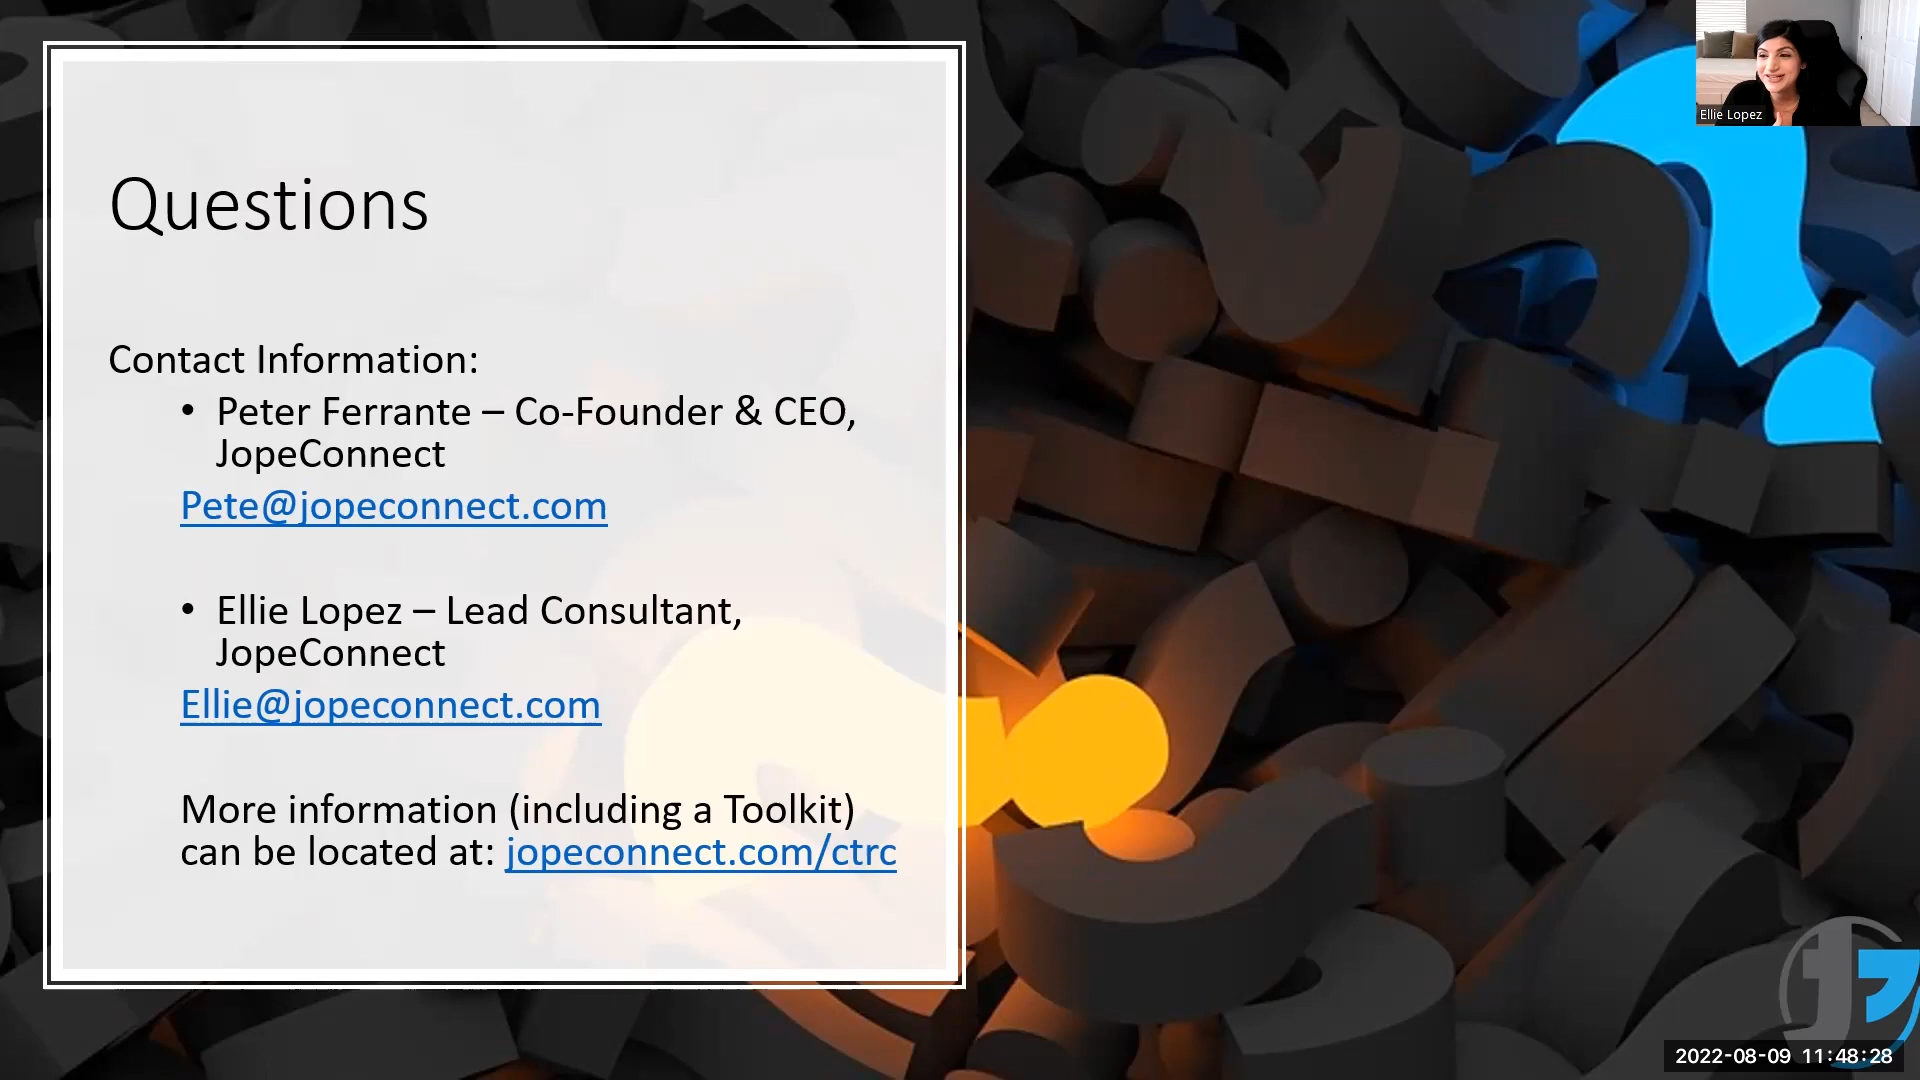 Ellie Lopez
Questions
Contact Information:
• Peter Ferrante – Co-Founder & CEO,
JopeConnect
Pete@jopeconnect.com
• Ellie Lopez – Lead Consultant,
JopeConnect
Ellie@jopeconnect.com
More information (including a Toolkit)
can be located at: jopeconnect.com/ctrc
2022-08-09 11:48:28